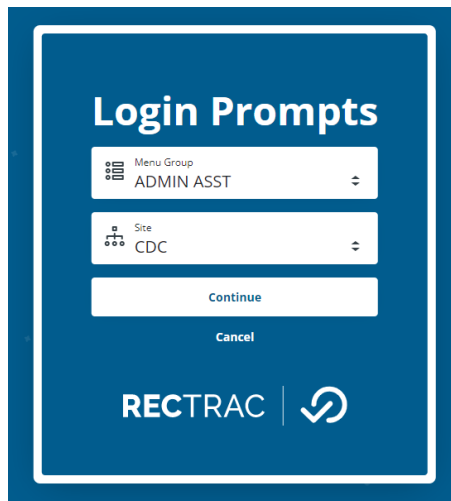 Login Prompts
Menu Group
ADMIN ASST
Site
CDC
Continue
Cancel
RECTRAC